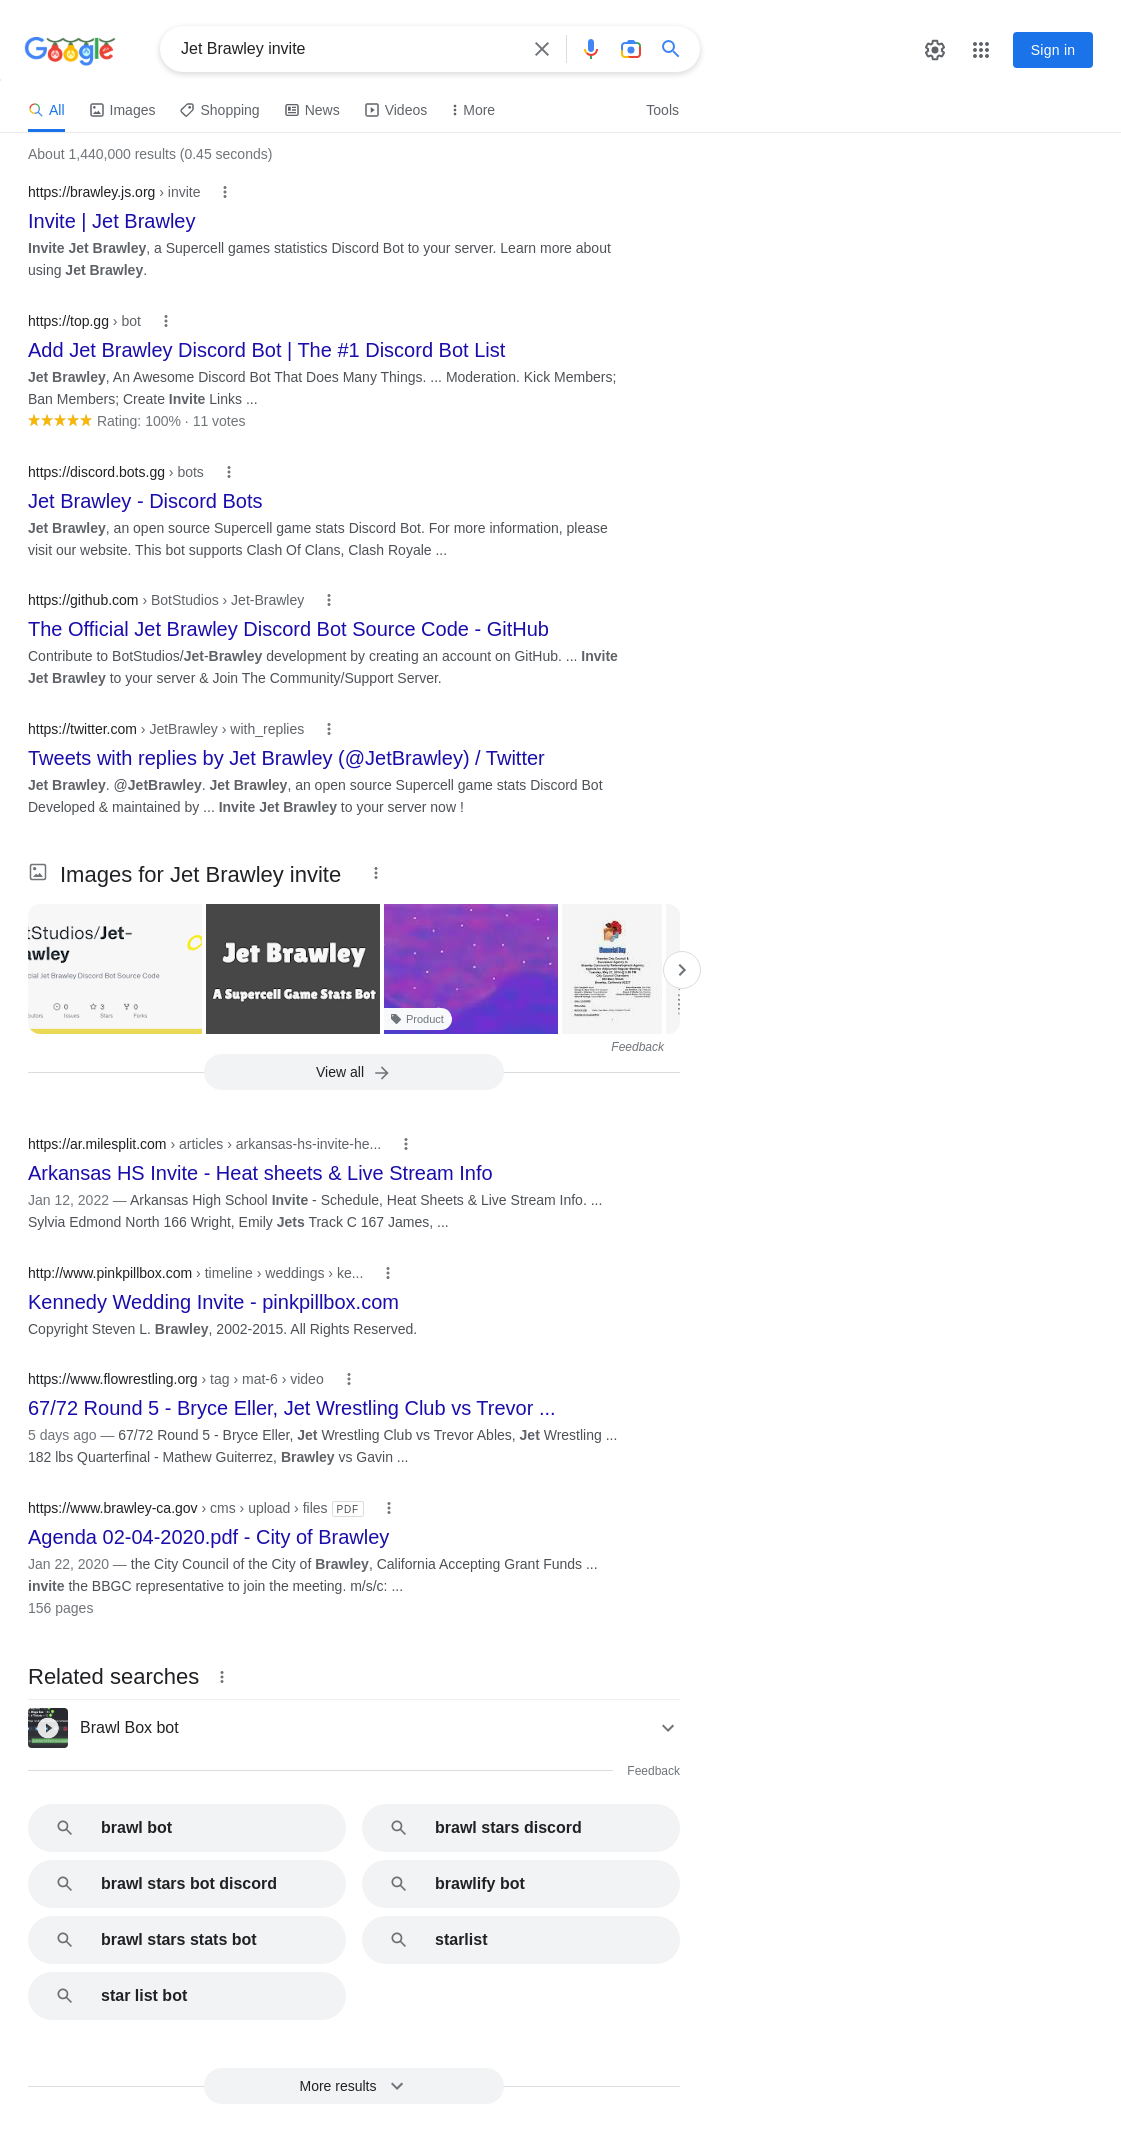 Google
Jet Brawley invite
Sign in
All
Images
Shopping
News
Videos
More
Tools
About 1,440,000 results (0.45 seconds)
https://brawley.js.org › invite
Invite | Jet Brawley
Invite Jet Brawley, a Supercell games statistics Discord Bot to your server. Learn more about
using Jet Brawley.
https://top.gg › bot
Add Jet Brawley Discord Bot | The #1 Discord Bot List
Jet Brawley, An Awesome Discord Bot That Does Many Things. ... Moderation. Kick Members;
Ban Members; Create Invite Links ...
Rating: 100% · 11 votes
https://discord.bots.gg › bots
Jet Brawley - Discord Bots
Jet Brawley, an open source Supercell game stats Discord Bot. For more information, please
visit our website. This bot supports Clash Of Clans, Clash Royale ...
https://github.com › BotStudios › Jet-Brawley
The Official Jet Brawley Discord Bot Source Code - GitHub
Contribute to BotStudios/Jet-Brawley development by creating an account on GitHub. ... Invite
Jet Brawley to your server & Join The Community/Support Server.
https://twitter.com › JetBrawley › with_replies
Tweets with replies by Jet Brawley (@JetBrawley) / Twitter
Jet Brawley. @JetBrawley. Jet Brawley, an open source Supercell game stats Discord Bot
Developed & maintained by ... Invite Jet Brawley to your server now !
Images for Jet Brawley invite
tStudios/Jet-
awley
cial Jet Brawley Discord Bot Source Code
0
3
0
butors
Issues
Stars
Forks
Jet Brawley
A Supercell Game Stats Bot
Product
Memorial Day
Feedback
View all
https://ar.milesplit.com › articles › arkansas-hs-invite-he...
Arkansas HS Invite - Heat sheets & Live Stream Info
Jan 12, 2022 — Arkansas High School Invite - Schedule, Heat Sheets & Live Stream Info. ...
Sylvia Edmond North 166 Wright, Emily Jets Track C 167 James, ...
http://www.pinkpillbox.com › timeline › weddings › ke...
Kennedy Wedding Invite - pinkpillbox.com
Copyright Steven L. Brawley, 2002-2015. All Rights Reserved.
https://www.flowrestling.org › tag › mat-6 › video
67/72 Round 5 - Bryce Eller, Jet Wrestling Club vs Trevor ...
5 days ago — 67/72 Round 5 - Bryce Eller, Jet Wrestling Club vs Trevor Ables, Jet Wrestling ...
182 lbs Quarterfinal - Mathew Guiterrez, Brawley vs Gavin ...
https://www.brawley-ca.gov › cms › upload › files PDF
Agenda 02-04-2020.pdf - City of Brawley
Jan 22, 2020 — the City Council of the City of Brawley, California Accepting Grant Funds ...
invite the BBGC representative to join the meeting. m/s/c: ...
156 pages
Related searches
Brawl Box bot
Feedback
brawl bot
brawl stars discord
brawl stars bot discord
brawlify bot
brawl stars stats bot
starlist
star list bot
More results